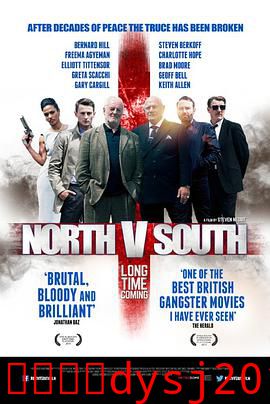 AFTER DECADES OF PEACE THE TRUCE HAS BEEN BROKEN
BERNARD HILL
FREEMA AGYEMAN
ELLIOTT TITTENSOR
GRETA SCACCHI
GARY CARGILL
STEVEN BERKOFF
CHARLOTTE HOPE
BRAD MOORE
GEOFF BELL
KEITH ALLEN
A FILM BY STEVEN NESBIT
NORTH V SOUTH
LONG
TIME
COMING
'BRUTAL,
BLOODY AND
BRILLIANT'
JONATHAN DAZ
'ONE OF THE
BEST BRITISH
GANGSTER MOVIES
I HAVE EVER SEEN'
THE HERALD
dysj20